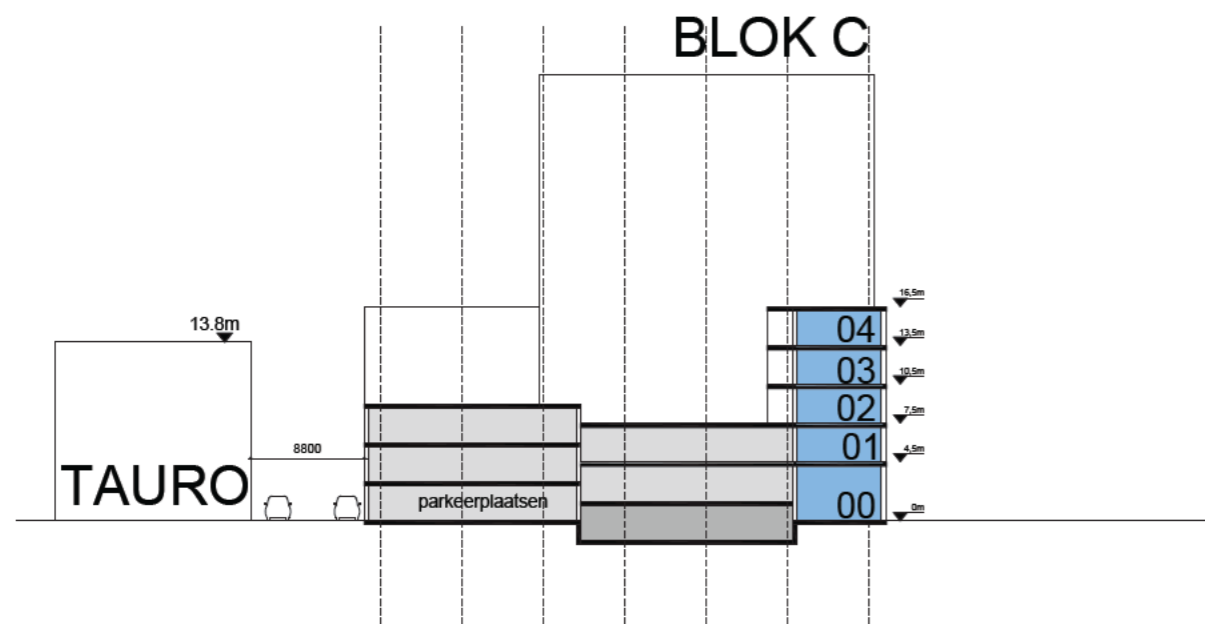 BLOK C
16,5m
13.8m
04
13,5m
03
10,5m
02
7,5m
01
4,5m
8800
TAURO
parkeerplaatsen
00
0m